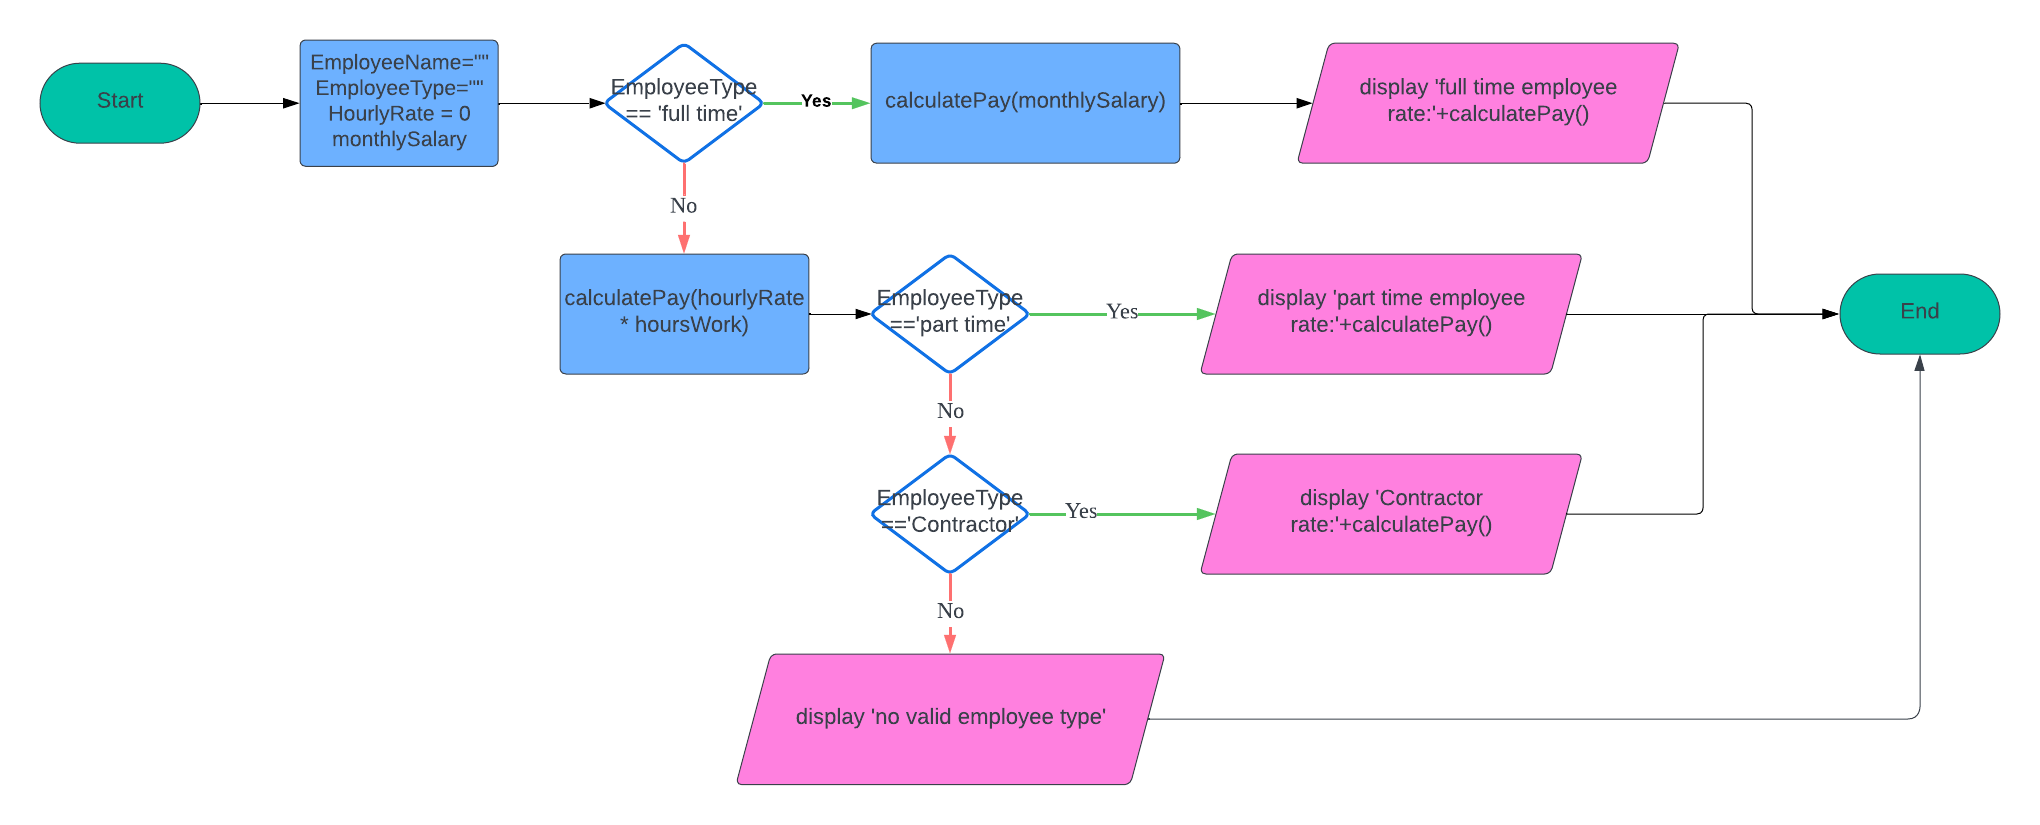 Start
EmployeeName=""
EmployeeType=""
HourlyRate = 0
monthlySalary
EmployeeType
== 'full time'
Yes
calculatePay(monthlySalary)
display 'full time employee
rate:'+calculatePay()
No
calculatePay(hourlyRate
* hoursWork)
EmployeeType
=='part time'
Yes
display 'part time employee
rate:'+calculatePay()
End
No
EmployeeType
=='Contractor'
Yes
display 'Contractor
rate:'+calculatePay()
No
display 'no valid employee type'